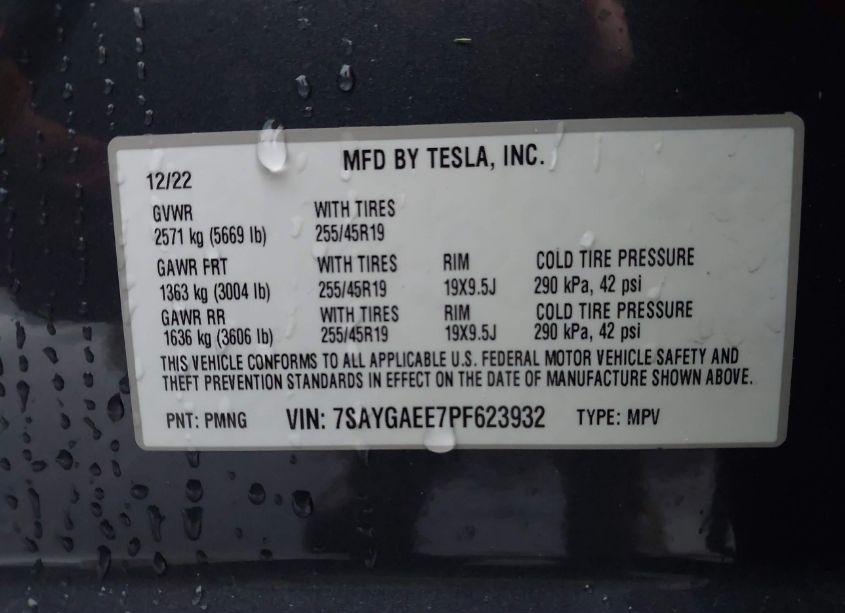 MFD BY TESLA, INC.
12/22
GVWR WITH TIRES
2571 kg (5669 lb) 255/45R19
GAWR FRT WITH TIRES RIM COLD TIRE PRESSURE
1363 kg (3004 lb) 255/45R19 19X9.5J 290 kPa, 42 psi
GAWR RR WITH TIRES RIM COLD TIRE PRESSURE
1636 kg (3606 lb) 255/45R19 19X9.5J 290 kPa, 42 psi
THIS VEHICLE CONFORMS TO ALL APPLICABLE U.S. FEDERAL MOTOR VEHICLE SAFETY AND
THEFT PREVENTION STANDARDS IN EFFECT ON THE DATE OF MANUFACTURE SHOWN ABOVE.
PNT: PMNG VIN: 7SAYGAEE7PF623932 TYPE: MPV